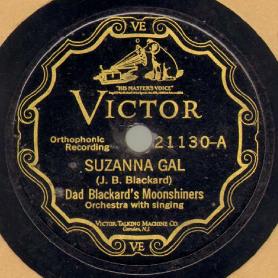 VE
"HIS MASTER'S VOICE"
VICTOR
Orthophonic
Recording
21130-A
SUZANNA GAL
(J. B. Blackard)
Dad Blackard's Moonshiners
Orchestra with singing
VICTOR TALKING MACHINE CO.
Camden, N.J.
VE